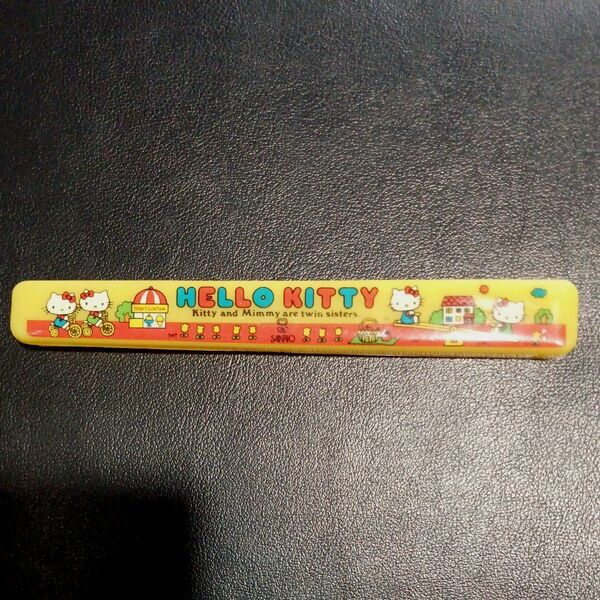 HELLO KITTY
Kitty and Mimmy are twin sisters.
SANRIO